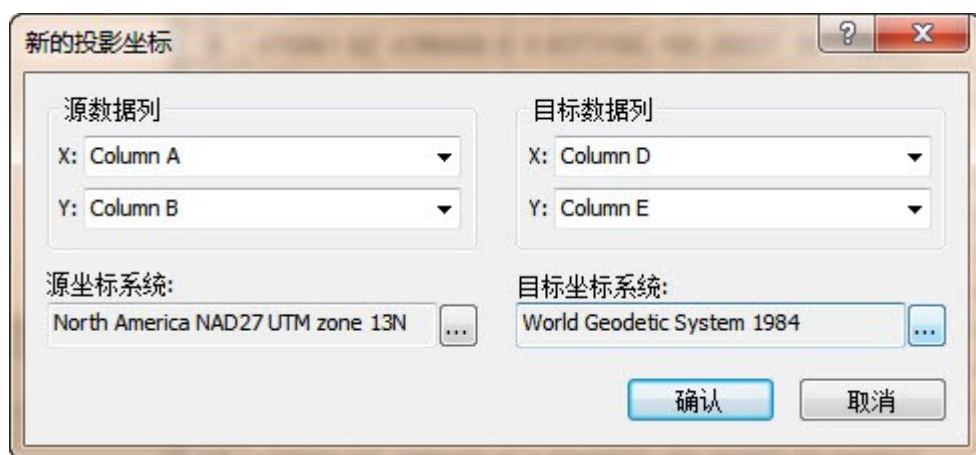 新的投影坐标
源数据列
X: Column A
Y: Column B
目标数据列
X: Column D
Y: Column E
源坐标系统:
North America NAD27 UTM zone 13N
...
目标坐标系统:
World Geodetic System 1984
...
确认
取消